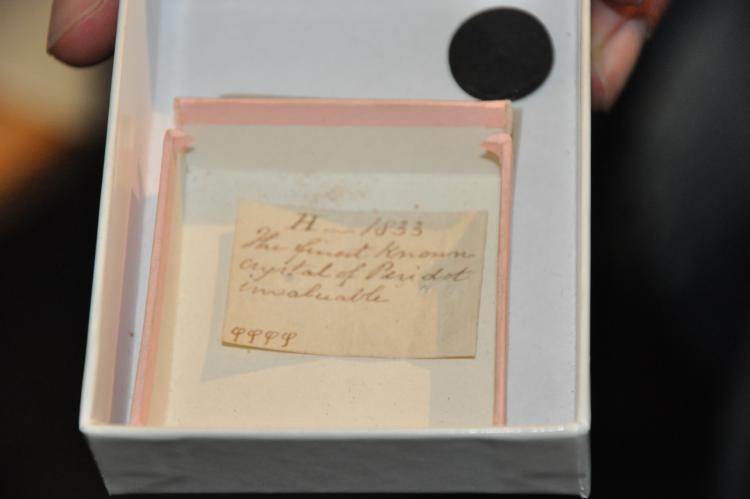 H — 1833
The finest Known
crystal of Peridot
invaluable
φφφφ